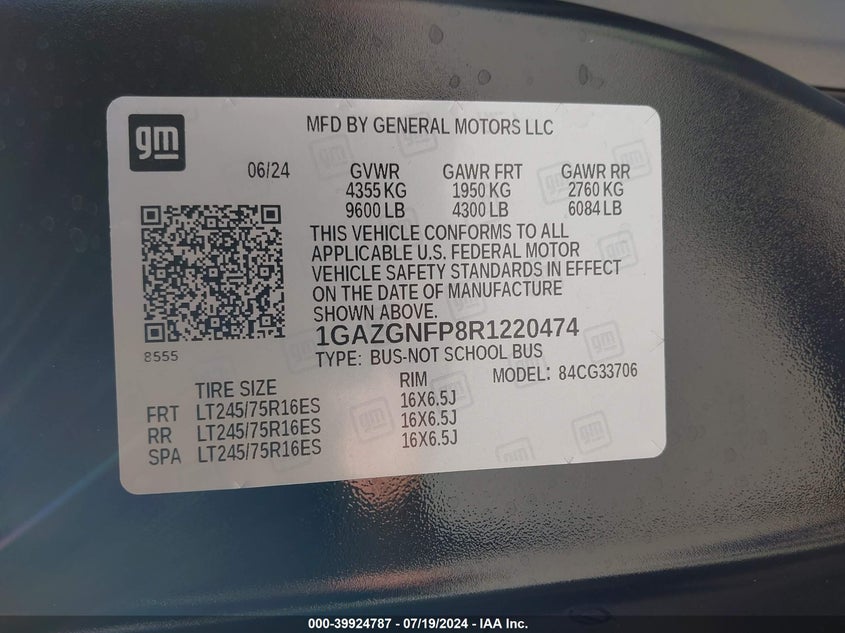 gm
MFD BY GENERAL MOTORS LLC
06/24 GVWR GAWR FRT GAWR RR
4355 KG 1950 KG 2760 KG
9600 LB 4300 LB 6084 LB
THIS VEHICLE CONFORMS TO ALL
APPLICABLE U.S. FEDERAL MOTOR
VEHICLE SAFETY STANDARDS IN EFFECT
ON THE DATE OF MANUFACTURE
SHOWN ABOVE.
1GAZGNFP8R1220474
8555
TYPE: BUS-NOT SCHOOL BUS
MODEL: 84CG33706
TIRE SIZE RIM
FRT LT245/75R16ES 16X6.5J
RR LT245/75R16ES 16X6.5J
SPA LT245/75R16ES 16X6.5J
000-39924787 - 07/19/2024 - IAA Inc.